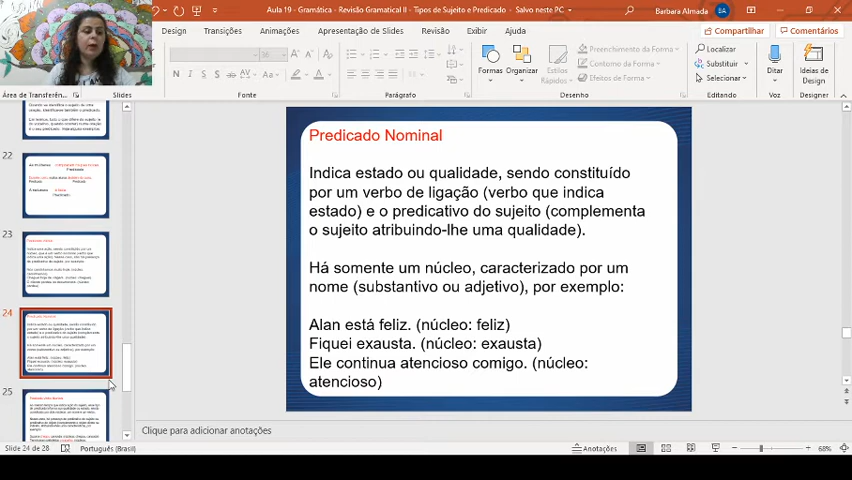 Aula 19 - Gramática - Revisão Gramatical II - Tipos de Sujeito e Predicado - Salvo neste PC
Barbara Almada
BA
Design Transições Animações Apresentação de Slides Revisão Exibir Ajuda
Compartilhar Comentários
Formas
Organizar
Estilos Rápidos
Preenchimento da Forma
Contorno da Forma
Efeitos de Forma
Localizar
Substituir
Selecionar
Ditar
Ideias de Design
Área de Transferên... Slides Fonte Parágrafo Desenho Editando Voz Designer
22
23
24
25
Predicado Nominal
Indica estado ou qualidade, sendo constituído
por um verbo de ligação (verbo que indica
estado) e o predicativo do sujeito (complementa
o sujeito atribuindo-lhe uma qualidade).
Há somente um núcleo, caracterizado por um
nome (substantivo ou adjetivo), por exemplo:
Alan está feliz. (núcleo: feliz)
Fiquei exausta. (núcleo: exausta)
Ele continua atencioso comigo. (núcleo:
atencioso)
Clique para adicionar anotações
Slide 24 de 28 Português (Brasil) Anotações 68%